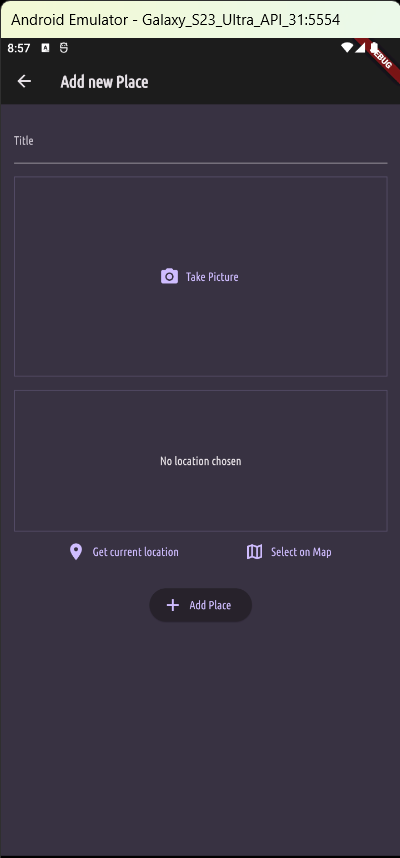 Android Emulator - Galaxy_S23_Ultra_API_31:5554
8:57
DEBUG
Add new Place
Title
Take Picture
No location chosen
Get current location
Select on Map
Add Place